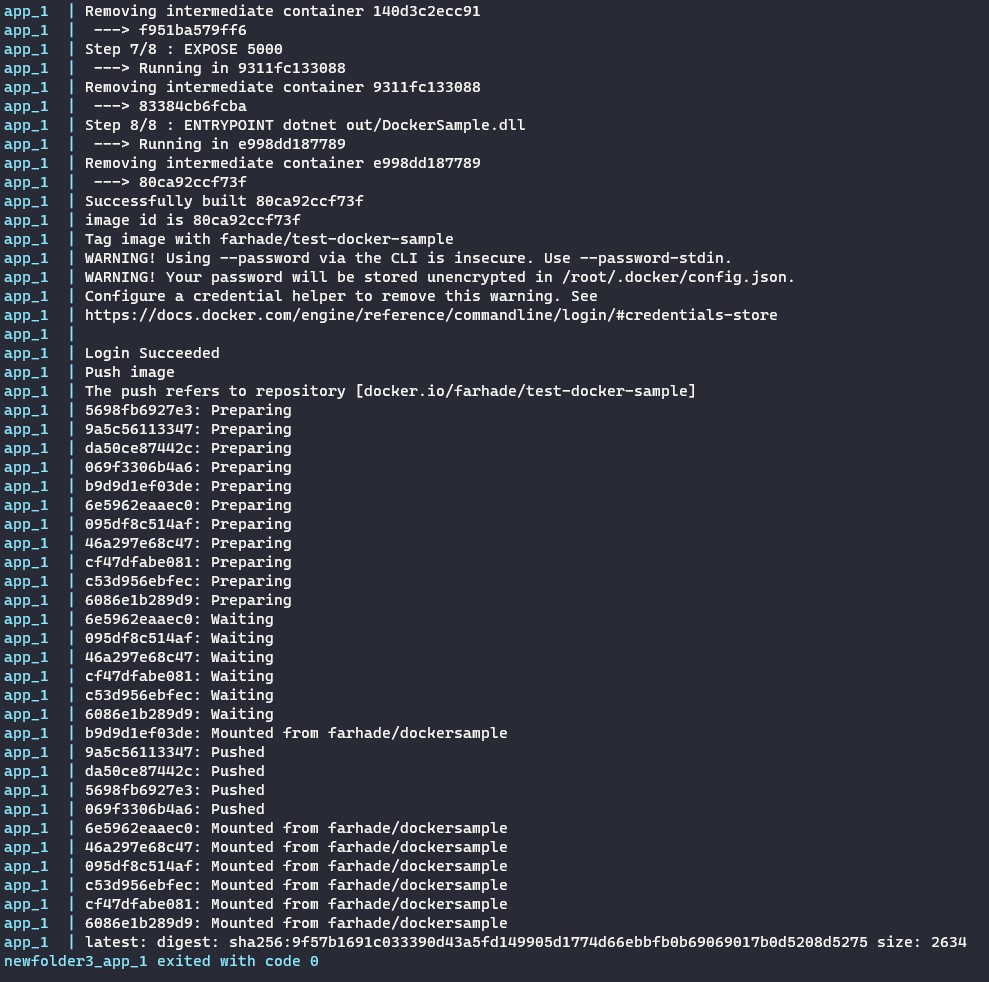 app_1  | Removing intermediate container 140d3c2ecc91
app_1  |  ---> f951ba579ff6
app_1  | Step 7/8 : EXPOSE 5000
app_1  |  ---> Running in 9311fc133088
app_1  | Removing intermediate container 9311fc133088
app_1  |  ---> 83384cb6fcba
app_1  | Step 8/8 : ENTRYPOINT dotnet out/DockerSample.dll
app_1  |  ---> Running in e998dd187789
app_1  | Removing intermediate container e998dd187789
app_1  |  ---> 80ca92ccf73f
app_1  | Successfully built 80ca92ccf73f
app_1  | image id is 80ca92ccf73f
app_1  | Tag image with farhade/test-docker-sample
app_1  | WARNING! Using --password via the CLI is insecure. Use --password-stdin.
app_1  | WARNING! Your password will be stored unencrypted in /root/.docker/config.json.
app_1  | Configure a credential helper to remove this warning. See
app_1  | https://docs.docker.com/engine/reference/commandline/login/#credentials-store
app_1  |
app_1  | Login Succeeded
app_1  | Push image
app_1  | The push refers to repository [docker.io/farhade/test-docker-sample]
app_1  | 5698fb6927e3: Preparing
app_1  | 9a5c56113347: Preparing
app_1  | da50ce87442c: Preparing
app_1  | 069f3306b4a6: Preparing
app_1  | b9d9d1ef03de: Preparing
app_1  | 6e5962eaaec0: Preparing
app_1  | 095df8c514af: Preparing
app_1  | 46a297e68c47: Preparing
app_1  | cf47dfabe081: Preparing
app_1  | c53d956ebfec: Preparing
app_1  | 6086e1b289d9: Preparing
app_1  | 6e5962eaaec0: Waiting
app_1  | 095df8c514af: Waiting
app_1  | 46a297e68c47: Waiting
app_1  | cf47dfabe081: Waiting
app_1  | c53d956ebfec: Waiting
app_1  | 6086e1b289d9: Waiting
app_1  | b9d9d1ef03de: Mounted from farhade/dockersample
app_1  | 9a5c56113347: Pushed
app_1  | da50ce87442c: Pushed
app_1  | 5698fb6927e3: Pushed
app_1  | 069f3306b4a6: Pushed
app_1  | 6e5962eaaec0: Mounted from farhade/dockersample
app_1  | 46a297e68c47: Mounted from farhade/dockersample
app_1  | 095df8c514af: Mounted from farhade/dockersample
app_1  | c53d956ebfec: Mounted from farhade/dockersample
app_1  | cf47dfabe081: Mounted from farhade/dockersample
app_1  | 6086e1b289d9: Mounted from farhade/dockersample
app_1  | latest: digest: sha256:9f57b1691c033390d43a5fd149905d1774d66ebbfb0b69069017b0d5208d5275 size: 2634
newfolder3_app_1 exited with code 0